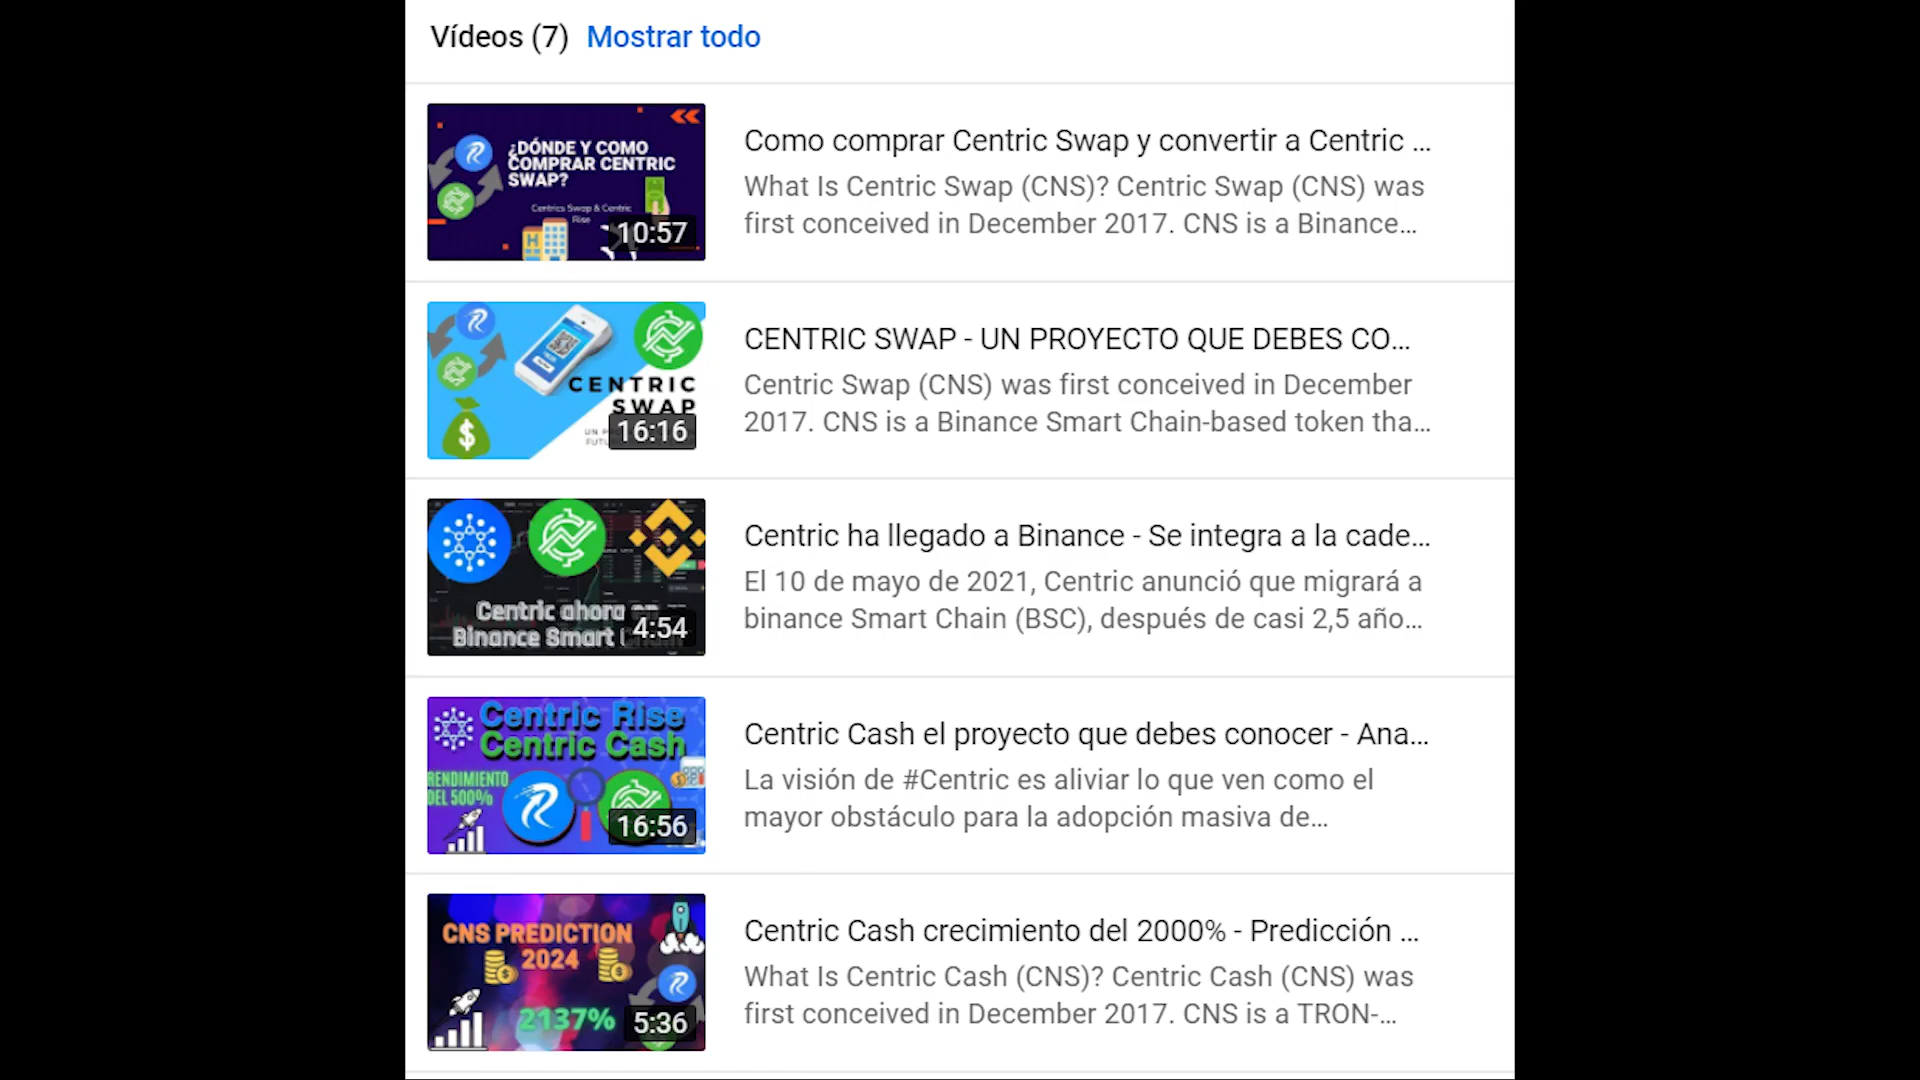 Vídeos (7) Mostrar todo
¿DÓNDE Y COMO
COMPRAR CENTRIC
SWAP?
Centrics Swap & Centric
Rise
10:57
Como comprar Centric Swap y convertir a Centric ...
What Is Centric Swap (CNS)? Centric Swap (CNS) was
first conceived in December 2017. CNS is a Binance...
CENTRIC
SWAP
16:16
CENTRIC SWAP - UN PROYECTO QUE DEBES CO...
Centric Swap (CNS) was first conceived in December
2017. CNS is a Binance Smart Chain-based token tha...
Centric ahora en
Binance Smart Chain
4:54
Centric ha llegado a Binance - Se integra a la cade...
El 10 de mayo de 2021, Centric anunció que migrará a
binance Smart Chain (BSC), después de casi 2,5 año...
Centric Rise
Centric Cash
RENDIMIENTO
DEL 500%
16:56
Centric Cash el proyecto que debes conocer - Ana...
La visión de #Centric es aliviar lo que ven como el
mayor obstáculo para la adopción masiva de...
CNS PREDICTION
2024
2137%
5:36
Centric Cash crecimiento del 2000% - Predicción ...
What Is Centric Cash (CNS)? Centric Cash (CNS) was
first conceived in December 2017. CNS is a TRON-...